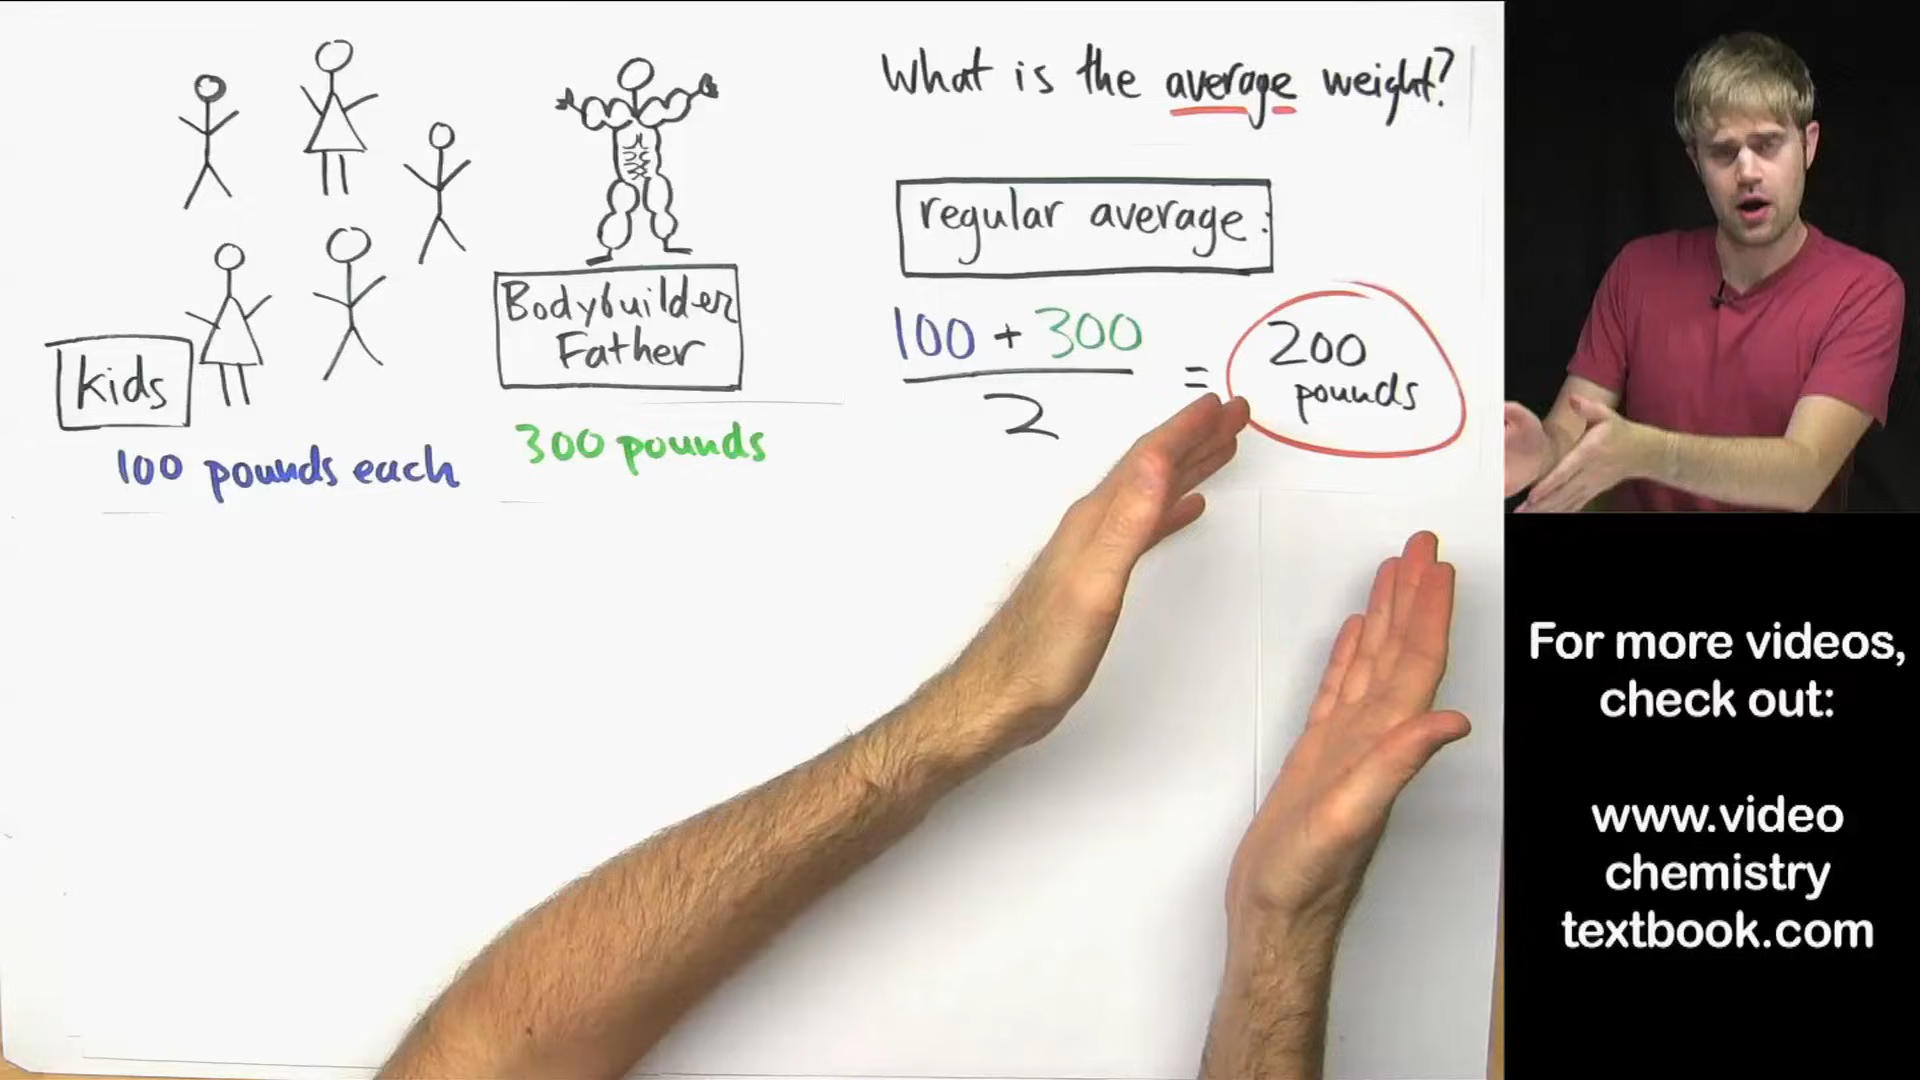 What is the average weight?
regular average:
100 + 300
2
=
200
pounds
Bodybuilder
Father
300 pounds
kids
100 pounds each
For more videos,
check out:
www.video
chemistry
textbook.com